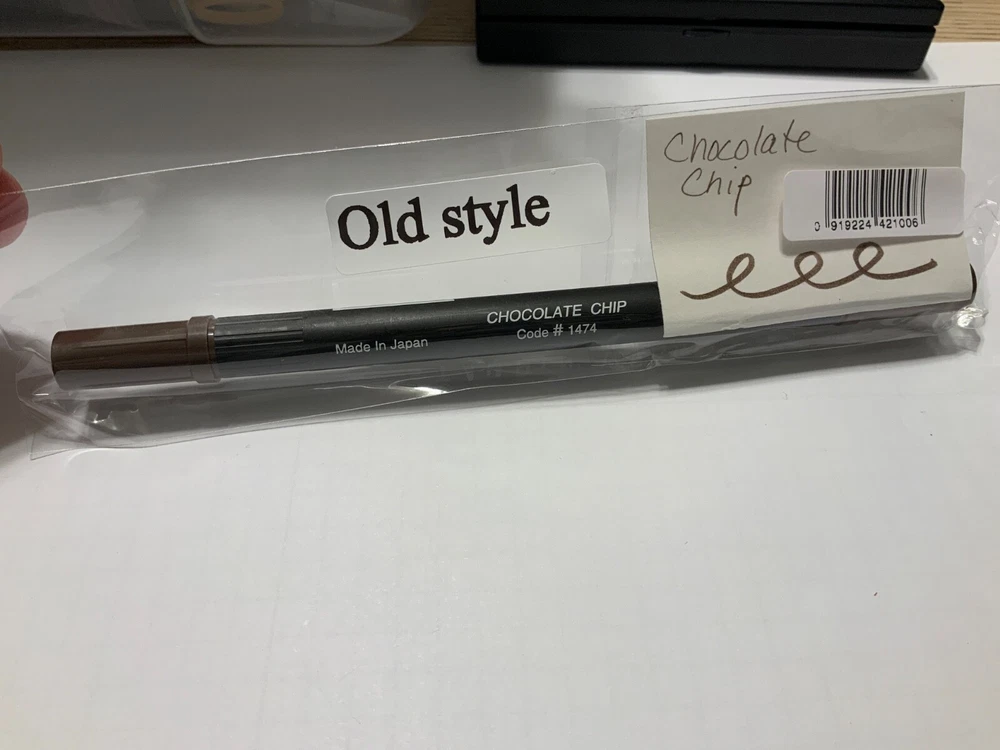 Chocolate
Chip
0 919224 421006
Old style
CHOCOLATE CHIP
Code # 1474
Made In Japan